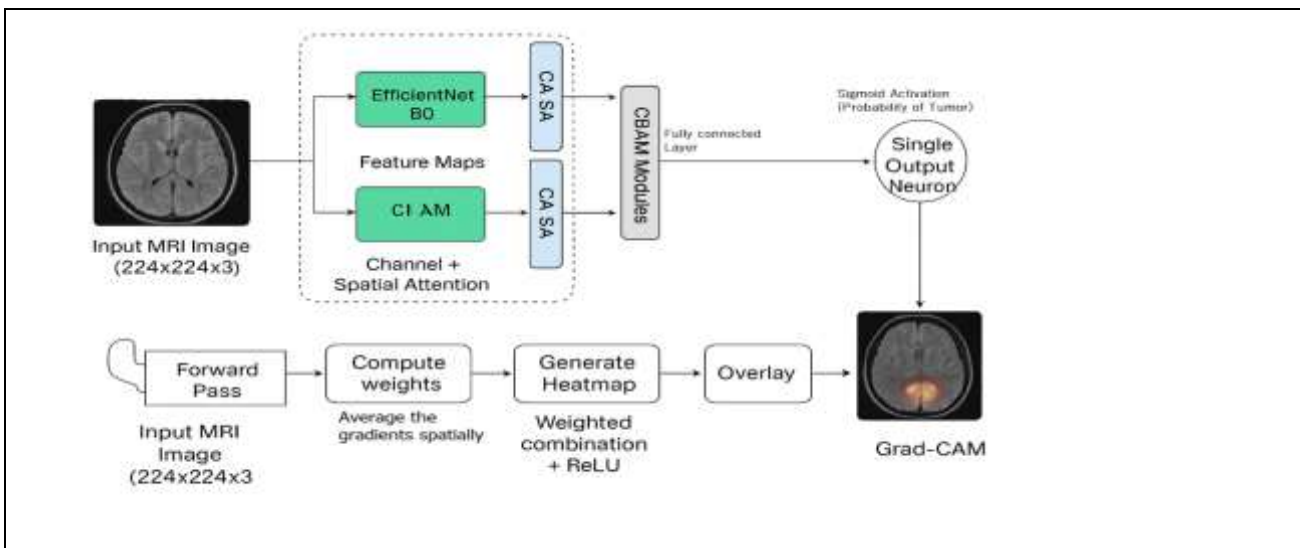 EfficientNet
B0
CA SA
Feature Maps
CA SA
CBAM Modules
Channel +
Spatial Attention
Input MRI Image
(224x224x3)
Fully connected
Layer
Sigmoid Activation
(Probability of Tumor)
Single
Output
Neuron
Forward
Pass
Input MRI
Image
(224x224x3
Compute
weights
Average the
gradients spatially
Generate
Heatmap
Weighted
combination
+ ReLU
Overlay
Grad-CAM